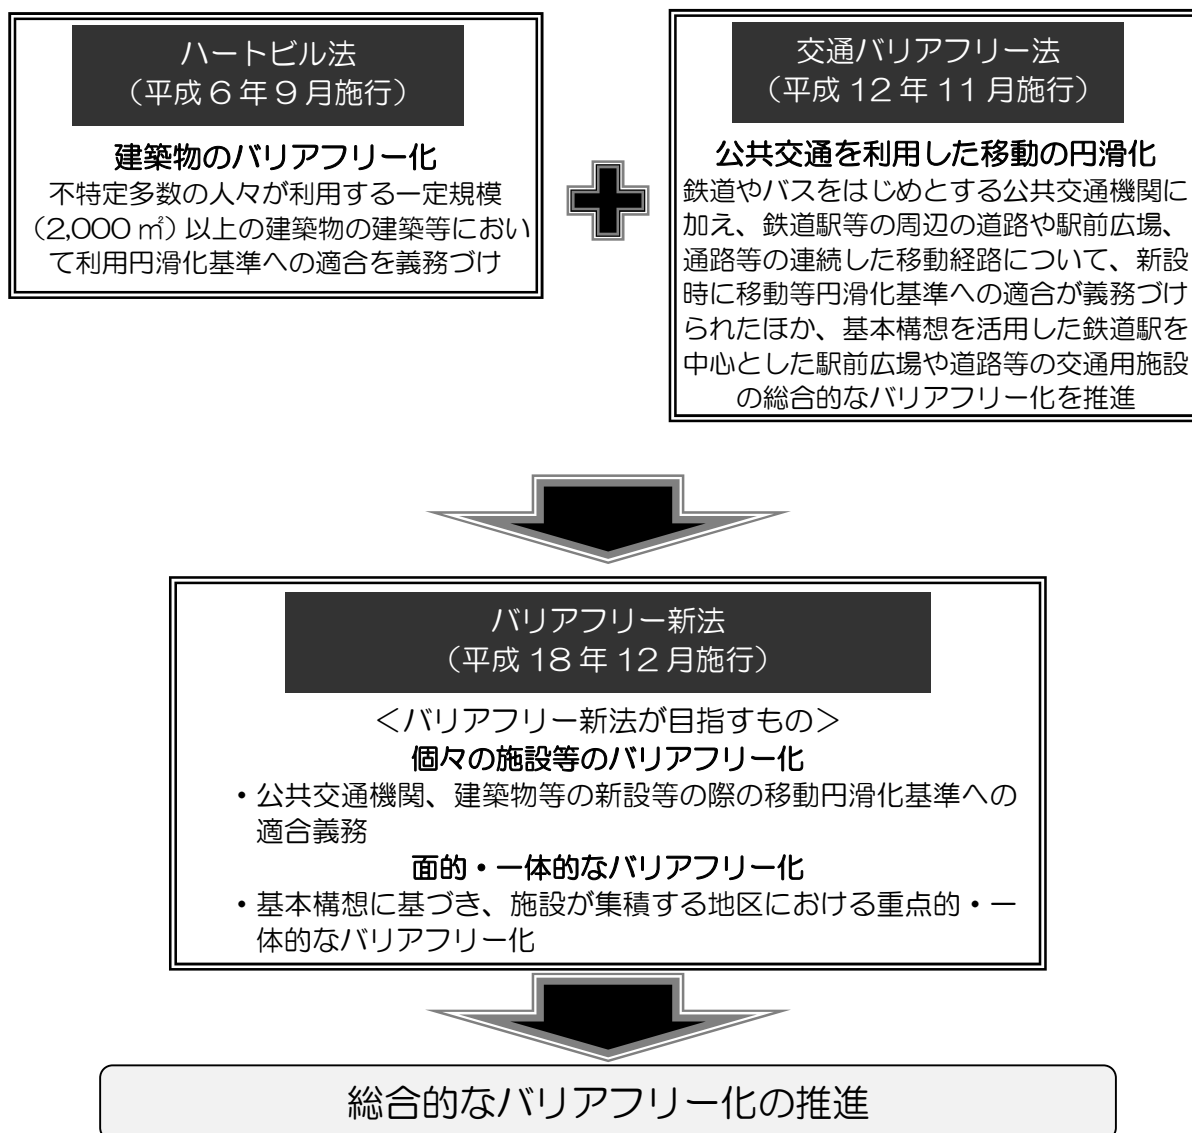 ハートビル法
（平成6年9月施行）
建築物のバリアフリー化
不特定多数の人々が利用する一定規模
（2,000 ㎡）以上の建築物の建築等におい
て利用円滑化基準への適合を義務づけ
交通バリアフリー法
（平成 12 年 11 月施行）
公共交通を利用した移動の円滑化
鉄道やバスをはじめとする公共交通機関に
加え、鉄道駅等の周辺の道路や駅前広場、
通路等の連続した移動経路について、新設
時に移動等円滑化基準への適合が義務づけ
られたほか、基本構想を活用した鉄道駅を
中心とした駅前広場や道路等の交通用施設
の総合的なバリアフリー化を推進
バリアフリー新法
（平成 18 年 12 月施行）
＜バリアフリー新法が目指すもの＞
個々の施設等のバリアフリー化
・公共交通機関、建築物等の新設等の際の移動円滑化基準への
適合義務
面的・一体的なバリアフリー化
・基本構想に基づき、施設が集積する地区における重点的・一
体的なバリアフリー化
総合的なバリアフリー化の推進